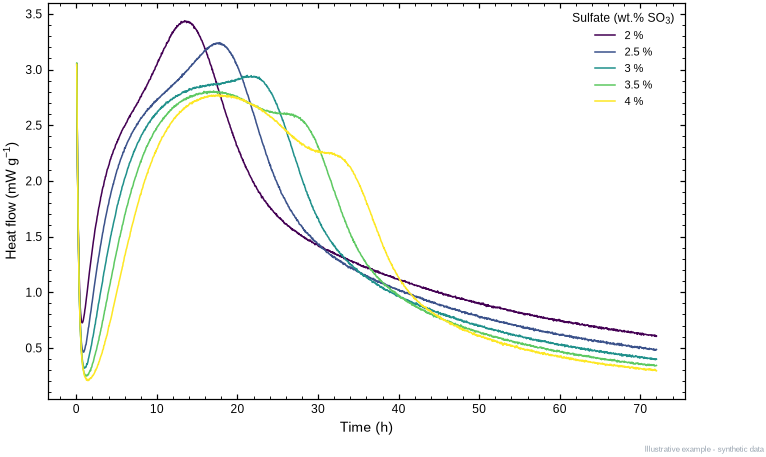 Sulfate (wt.% SO3)
2 %
2.5 %
3 %
3.5 %
4 %
Heat flow (mW g−1)
3.5
3.0
2.5
2.0
1.5
1.0
0.5
0 10 20 30 40 50 60 70
Time (h)
Illustrative example - synthetic data